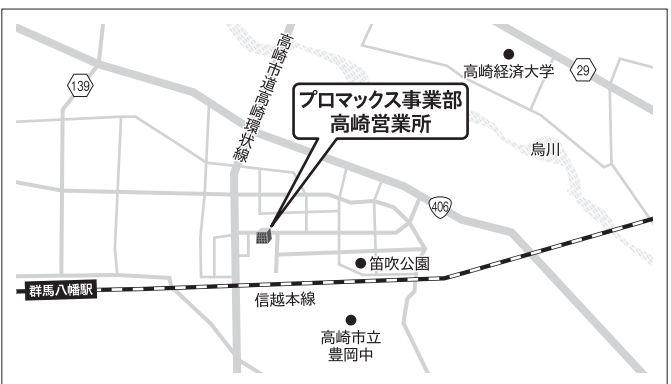 高崎市道高崎環状線
高崎経済大学
29
139
プロマックス事業部
高崎営業所
烏川
406
笛吹公園
群馬八幡駅
信越本線
高崎市立
豊岡中